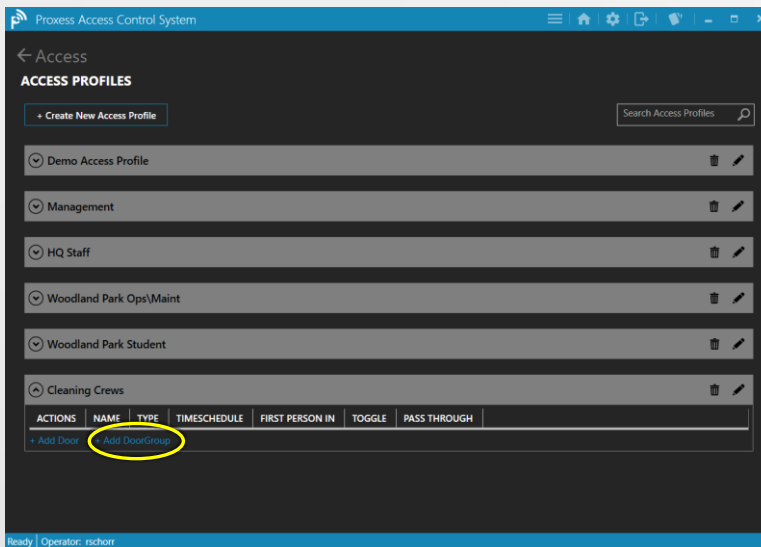 Proxess Access Control System
Access
ACCESS PROFILES
+ Create New Access Profile
Search Access Profiles
Demo Access Profile
Management
HQ Staff
Woodland Park Ops\Maint
Woodland Park Student
Cleaning Crews
ACTIONS NAME TYPE TIMESCHEDULE FIRST PERSON IN TOGGLE PASS THROUGH
+ Add Door + Add DoorGroup
Ready Operator: rschorr